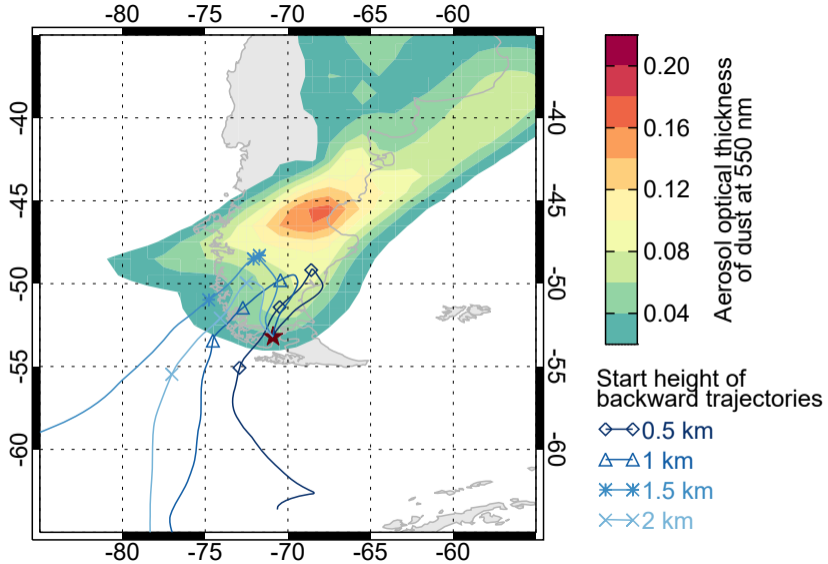 -80 -75 -70 -65 -60
-40
-45
-50
-55
-60
-40
-45
-50
-55
-60
-80 -75 -70 -65 -60
0.20
0.16
0.12
0.08
0.04
Aerosol optical thickness
of dust at 550 nm
Start height of
backward trajectories
0.5 km
1 km
1.5 km
2 km